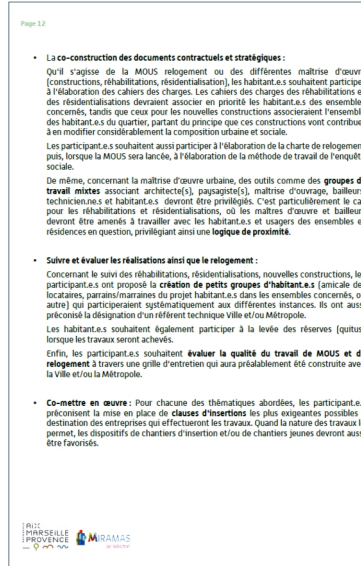 Page 12
• La co-construction des documents contractuels et stratégiques :
Qu'il s'agisse de la MOUS relogement ou des différentes maîtrise d'œuvr
(constructions, réhabilitations, résidentialisation), les habitant.e.s souhaitent participe
à l'élaboration des cahiers des charges. Les cahiers des charges des réhabilitations e
des résidentialisations devraient associer en priorité les habitant.e.s des ensemble
concernés, tandis que ceux pour les nouvelles constructions associeraient l'ensembl
des habitant.e.s du quartier, partant du principe que ces constructions vont contribue
à en modifier considérablement la composition urbaine et sociale.
Les participant.e.s souhaitent aussi participer à l'élaboration de la charte de relogemen
puis, lorsque la MOUS sera lancée, à l'élaboration de la méthode de travail de l'enquêt
sociale.
De même, concernant la maîtrise d'œuvre urbaine, des outils comme des groupes d
travail mixtes associant architecte(s), paysagiste(s), maîtrise d'ouvrage, bailleur
technicien.ne.s et habitant.e.s devront être privilégiés. C'est particulièrement le ca
pour les réhabilitations et résidentialisations, où les maîtres d'œuvre et bailleur
devront être amenés à travailler avec les habitant.e.s et usagers des ensembles e
résidences en question, privilégiant ainsi une logique de proximité.
• Suivre et évaluer les réalisations ainsi que le relogement :
Concernant le suivi des réhabilitations, résidentialisations, nouvelles constructions, le
participant.e.s ont proposé la création de petits groupes d'habitant.e.s (amicale de
locataires, parrains/marraines du projet habitant.e.s dans les ensembles concernés, o
autre) qui participeraient systématiquement aux différentes instances. Ils ont auss
préconisé la désignation d'un référent technique Ville et/ou Métropole.
Les habitant.e.s souhaitent également participer à la levée des réserves (quitus
lorsque les travaux seront achevés.
Enfin, les participant.e.s souhaitent évaluer la qualité du travail de MOUS et d
relogement à travers une grille d'entretien qui aura préalablement été construite ave
la Ville et/ou la Métropole.
• Co-mettre en œuvre : Pour chacune des thématiques abordées, les participant.e.
préconisent la mise en place de clauses d'insertions les plus exigeantes possibles
destination des entreprises qui effectueront les travaux. Quand la nature des travaux l
permet, les dispositifs de chantiers d'insertion et/ou de chantiers jeunes devront auss
être favorisés.
AIX
MARSEILLE
PROVENCE
MIRAMAS